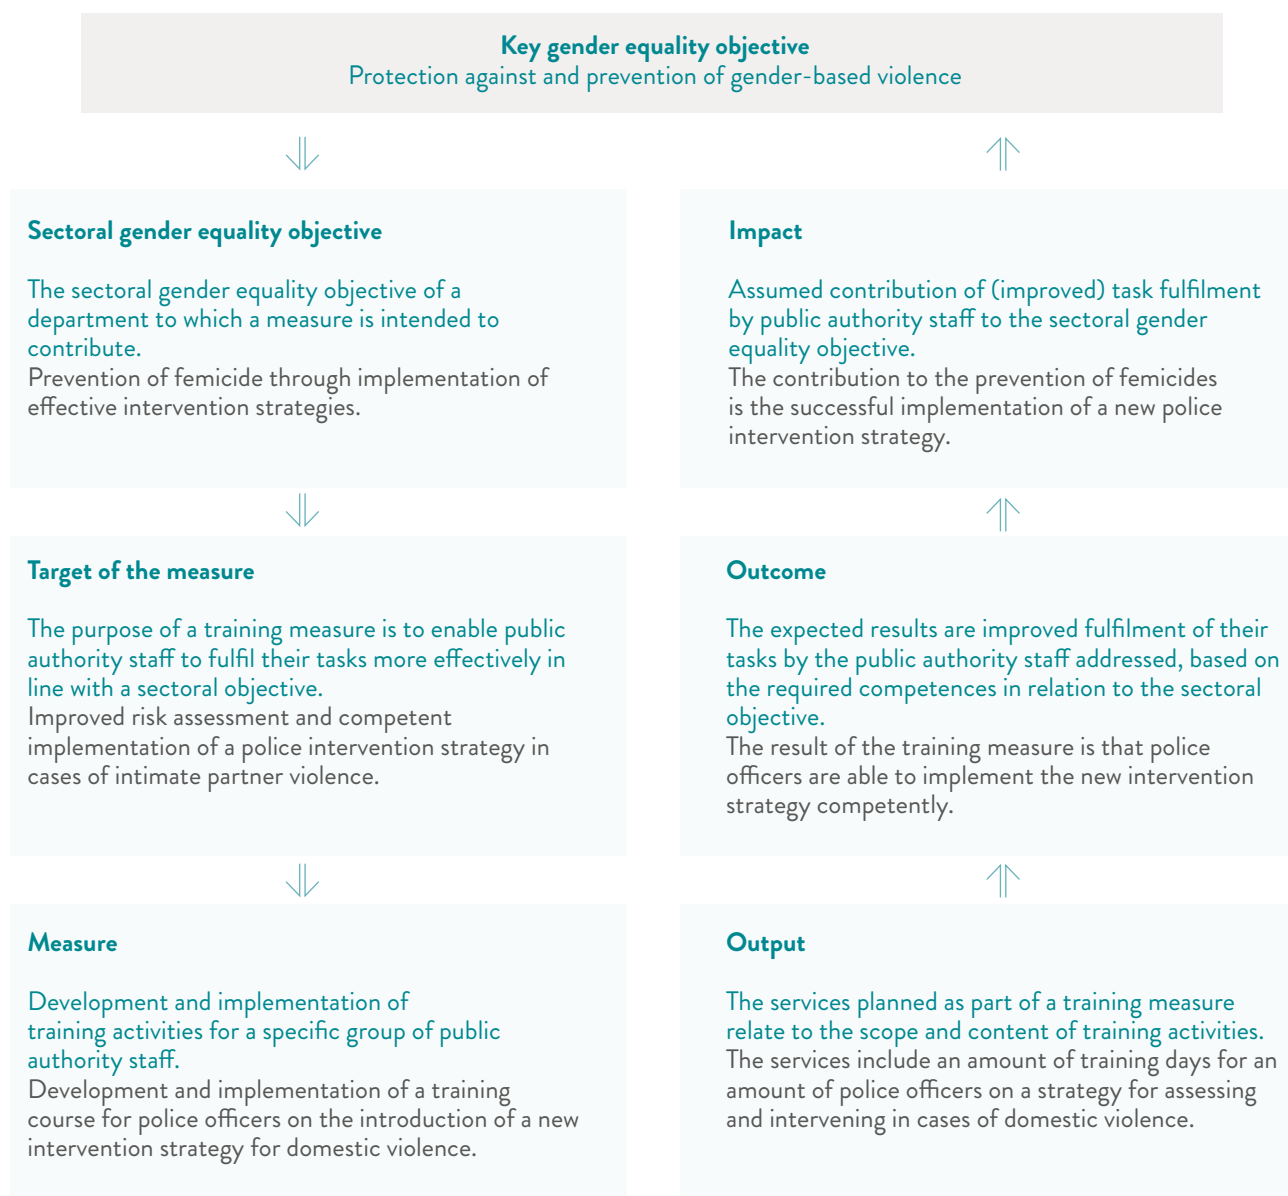 Key gender equality objective
Protection against and prevention of gender-based violence
Sectoral gender equality objective
The sectoral gender equality objective of a
department to which a measure is intended to
contribute.
Prevention of femicide through implementation of
effective intervention strategies.
Impact
Assumed contribution of (improved) task fulfilment
by public authority staff to the sectoral gender
equality objective.
The contribution to the prevention of femicides
is the successful implementation of a new police
intervention strategy.
Target of the measure
The purpose of a training measure is to enable public
authority staff to fulfil their tasks more effectively in
line with a sectoral objective.
Improved risk assessment and competent
implementation of a police intervention strategy in
cases of intimate partner violence.
Outcome
The expected results are improved fulfilment of their
tasks by the public authority staff addressed, based on
the required competences in relation to the sectoral
objective.
The result of the training measure is that police
officers are able to implement the new intervention
strategy competently.
Measure
Development and implementation of
training activities for a specific group of public
authority staff.
Development and implementation of a training
course for police officers on the introduction of a new
intervention strategy for domestic violence.
Output
The services planned as part of a training measure
relate to the scope and content of training activities.
The services include an amount of training days for an
amount of police officers on a strategy for assessing
and intervening in cases of domestic violence.